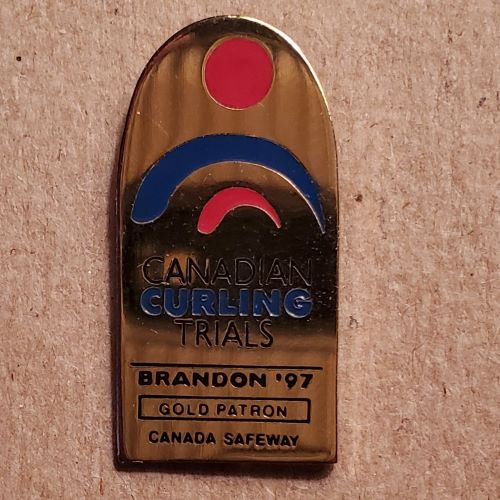 CANADIAN
CURLING
TRIALS
BRANDON '97
GOLD PATRON
CANADA SAFEWAY